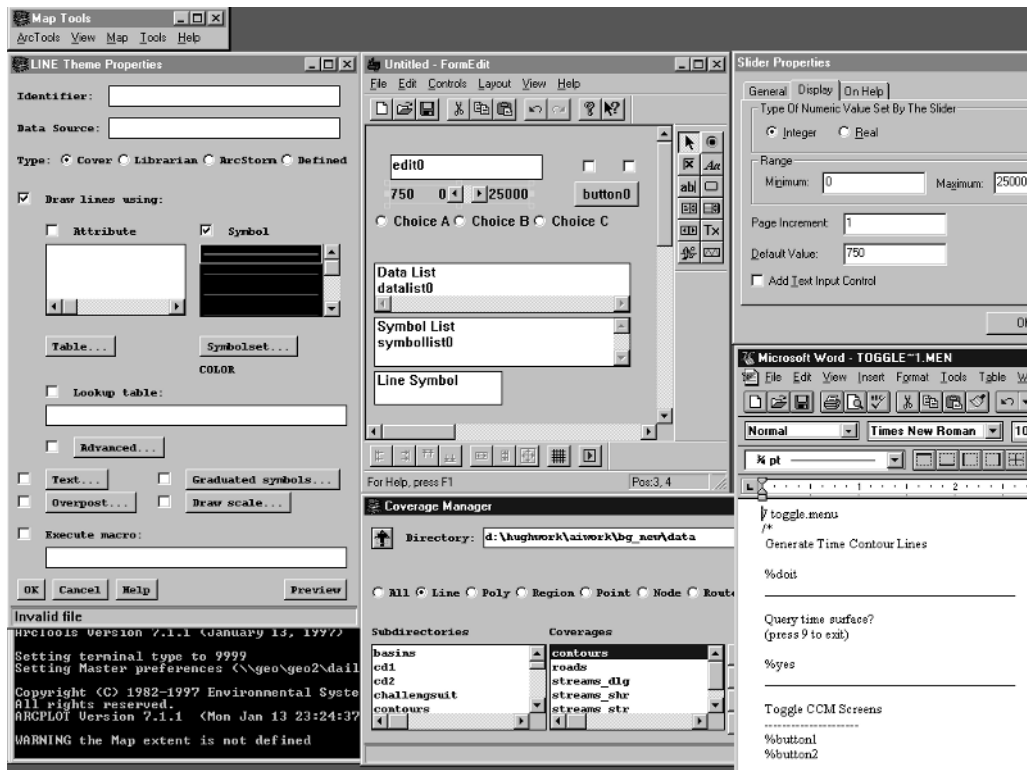 Map Tools
ArcTools View Map Tools Help
LINE Theme Properties
Identifier:
Data Source:
Type: Cover Librarian ArcStorm Defined
Draw lines using:
Attribute Symbol
Table... Symbolset...
COLOR
Lookup table:
Advanced...
Text... Graduated symbols...
Overpost... Draw scale...
Execute macro:
OK Cancel Help Preview
Invalid file
ArcTools Version 7.1.1 (January 13, 1997)
Setting terminal type to 9999
Setting Master preferences (\\geo\geo2\dail
Copyright (C) 1982-1997 Environmental Syste
All rights reserved.
ARCPLOT Version 7.1.1 (Mon Jan 13 23:24:37
WARNING the Map extent is not defined
Untitled - FormEdit
File Edit Controls Layout View Help
edit0
750 0 25000 button0
Choice A Choice B Choice C
Data List
datalist0
Symbol List
symbollist0
Line Symbol
For Help, press F1 Pos:3, 4
Coverage Manager
Directory: d:\hughwork\aiwork\bg_new\data
All Line Poly Region Point Node Route
Subdirectories Coverages
basins contours
cd1 roads
cd2 streams_dlg
challengsuit streams_shr
contours streams_str
Slider Properties
General Display On Help
Type Of Numeric Value Set By The Slider
Integer Real
Range
Minimum: 0 Maximum: 25000
Page Increment: 1
Default Value: 750
Add Text Input Control
Microsoft Word - TOGGLE~1.MEN
File Edit View Insert Format Tools Table W
Normal Times New Roman 10
¾ pt
1 2
7 toggle.menu
/*
Generate Time Contour Lines
%doit
Query time surface?
(press 9 to exit)
%yes
Toggle CCM Screens
--------------------
%button1
%button2